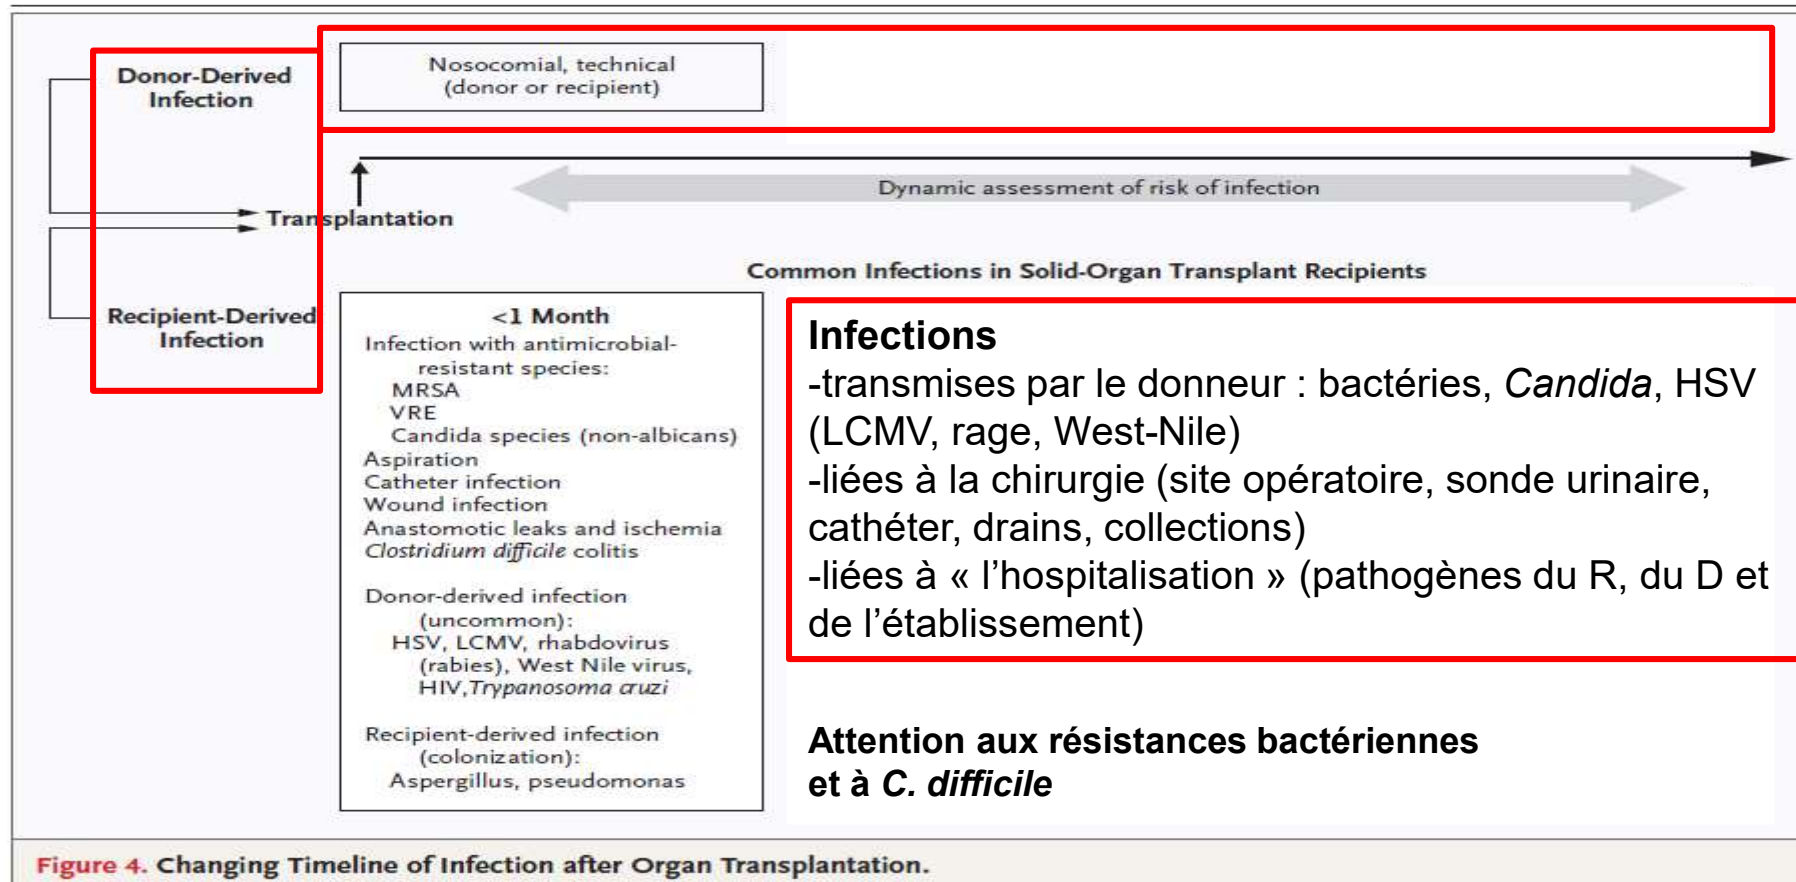 Donor-Derived
Infection
Nosocomial, technical
(donor or recipient)
Dynamic assessment of risk of infection
Transplantation
Common Infections in Solid-Organ Transplant Recipients
Recipient-Derived
Infection
<1 Month
Infection with antimicrobial-
resistant species:
MRSA
VRE
Candida species (non-albicans)
Aspiration
Catheter infection
Wound infection
Anastomotic leaks and ischemia
Clostridium difficile colitis
Donor-derived infection
(uncommon):
HSV, LCMV, rhabdovirus
(rabies), West Nile virus,
HIV, Trypanosoma cruzi
Recipient-derived infection
(colonization):
Aspergillus, pseudomonas
Infections
-transmises par le donneur : bactéries, Candida, HSV
(LCMV, rage, West-Nile)
-liées à la chirurgie (site opératoire, sonde urinaire,
cathéter, drains, collections)
-liées à « l’hospitalisation » (pathogènes du R, du D et
de l’établissement)
Attention aux résistances bactériennes
et à C. difficile
Figure 4. Changing Timeline of Infection after Organ Transplantation.